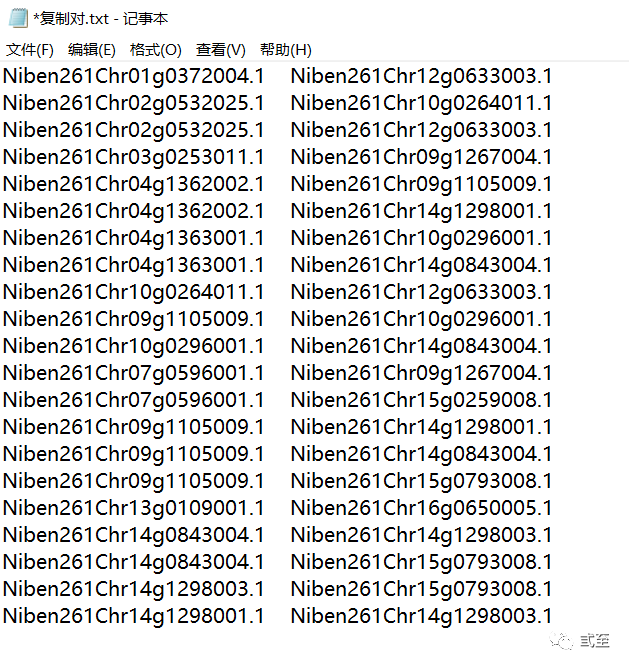 *复制对.txt - 记事本
文件(F) 编辑(E) 格式(O) 查看(V) 帮助(H)
Niben261Chr01g0372004.1 Niben261Chr12g0633003.1
Niben261Chr02g0532025.1 Niben261Chr10g0264011.1
Niben261Chr02g0532025.1 Niben261Chr12g0633003.1
Niben261Chr03g0253011.1 Niben261Chr09g1267004.1
Niben261Chr04g1362002.1 Niben261Chr09g1105009.1
Niben261Chr04g1362002.1 Niben261Chr14g1298001.1
Niben261Chr04g1363001.1 Niben261Chr10g0296001.1
Niben261Chr04g1363001.1 Niben261Chr14g0843004.1
Niben261Chr10g0264011.1 Niben261Chr12g0633003.1
Niben261Chr09g1105009.1 Niben261Chr10g0296001.1
Niben261Chr10g0296001.1 Niben261Chr14g0843004.1
Niben261Chr07g0596001.1 Niben261Chr09g1267004.1
Niben261Chr07g0596001.1 Niben261Chr15g0259008.1
Niben261Chr09g1105009.1 Niben261Chr14g1298001.1
Niben261Chr09g1105009.1 Niben261Chr14g0843004.1
Niben261Chr09g1105009.1 Niben261Chr15g0793008.1
Niben261Chr13g0109001.1 Niben261Chr16g0650005.1
Niben261Chr14g0843004.1 Niben261Chr14g1298003.1
Niben261Chr14g0843004.1 Niben261Chr15g0793008.1
Niben261Chr14g1298003.1 Niben261Chr15g0793008.1
Niben261Chr14g1298001.1 Niben261Chr14g1298003.1
贰至